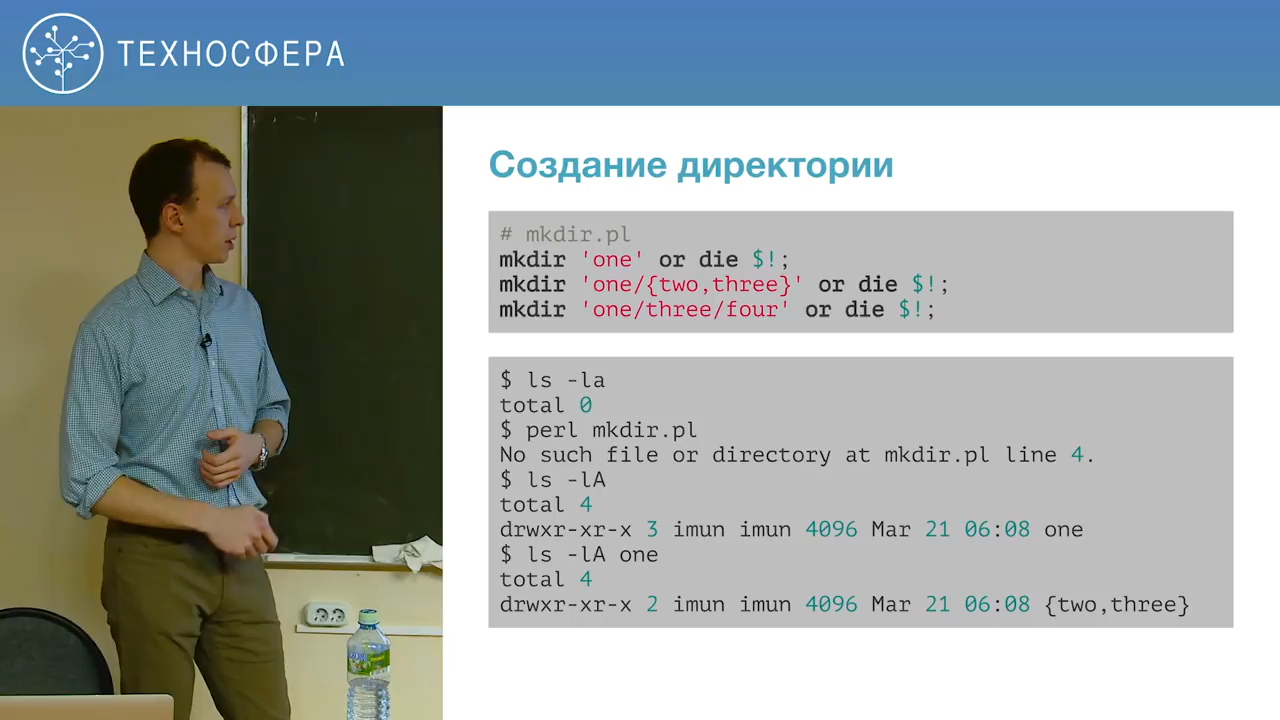 ТЕХНОСФЕРА
Создание директории
# mkdir.pl
mkdir 'one' or die $!;
mkdir 'one/{two,three}' or die $!;
mkdir 'one/three/four' or die $!;
$ ls -la
total 0
$ perl mkdir.pl
No such file or directory at mkdir.pl line 4.
$ ls -lA
total 4
drwxr-xr-x 3 imun imun 4096 Mar 21 06:08 one
$ ls -lA one
total 4
drwxr-xr-x 2 imun imun 4096 Mar 21 06:08 {two,three}